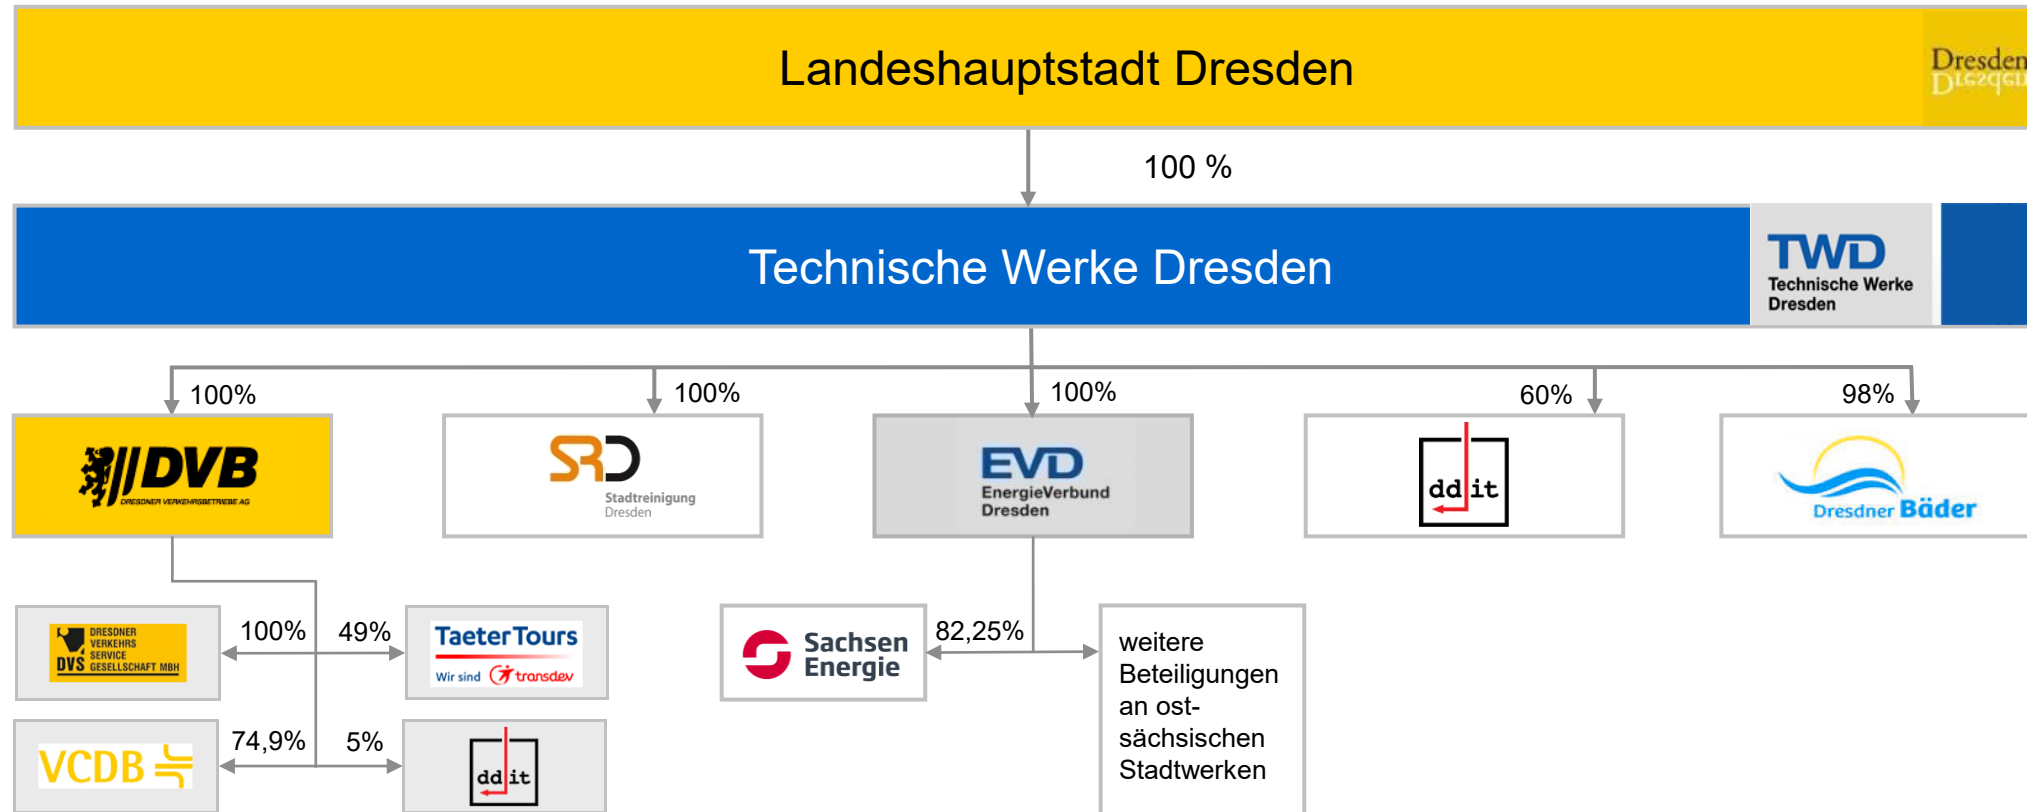 Landeshauptstadt Dresden
Dresden
Dresden
100 %
Technische Werke Dresden
TWD
Technische Werke
Dresden
100%
100%
100%
60%
98%
DVB
DRESDNER VERKEHRSBETRIEBE AG
SRD
Stadtreinigung
Dresden
EVD
EnergieVerbund
Dresden
dd it
Dresdner Bäder
DRESDNER
VERKEHRS
SERVICE
DVS GESELLSCHAFT MBH
100%
49%
TaeterTours
Wir sind transdev
Sachsen
Energie
82,25%
weitere
Beteiligungen
an ost-
sächsischen
Stadtwerken
VCDB
74,9%
5%
dd it